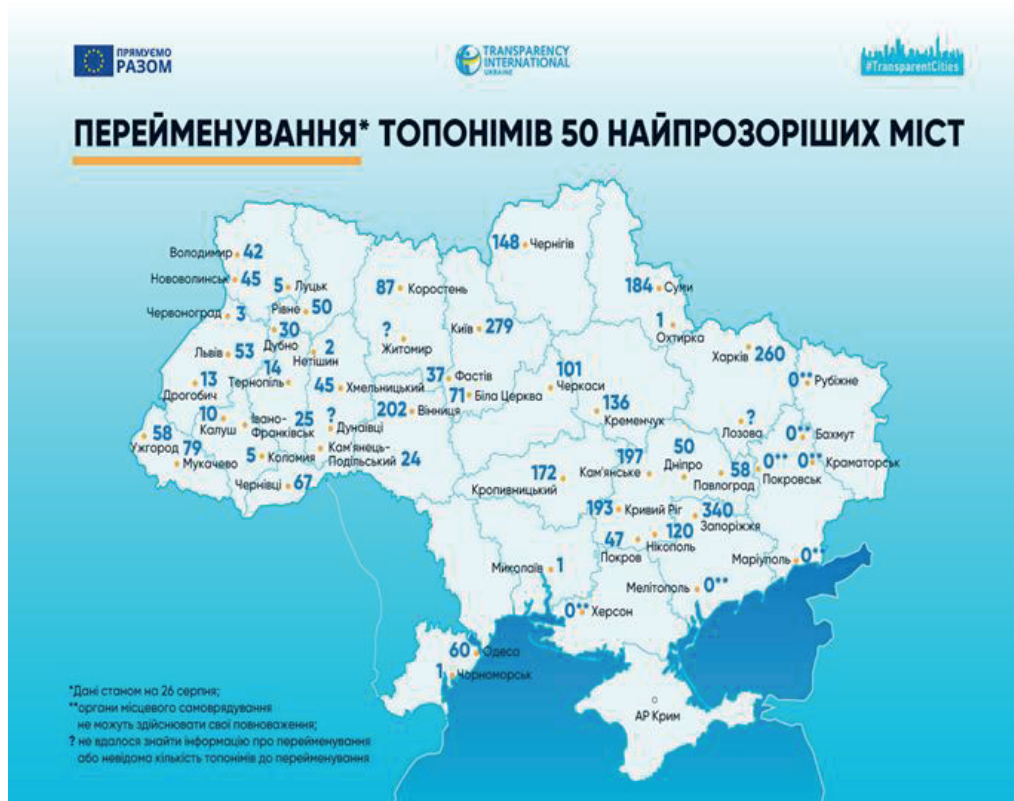 ПРЯМУЄМО
РАЗОМ
TRANSPARENCY
INTERNATIONAL
UKRAINE
#TransparentCities
ПЕРЕЙМЕНУВАННЯ* ТОПОНІМІВ 50 НАЙПРОЗОРІШИХ МІСТ
148 Чернігів
Володимир 42
Нововолинськ 45
5 Луцьк
87 Коростень
184 Суми
Червоноград 3
Рівне 50
30
Дубно
2
Нетішин
?
Житомир
Київ 279
1
Охтирка
Харків 260
Львів 53
14
Тернопіль
37 Фастів
101
Черкаси
0** Рубіжне
13
Дрогобич
45 Хмельницький
71 Біла Церква
202 Вінниця
136
Кременчук
10
Калуш
Івано-
Франківськ
25
?
Дунаївці
?
Лозова
0**
Бахмут
58
Ужгород
79
Мукачево
5 Коломия
Кам'янець-
Подільський 24
197
Кам'янське
50
Дніпро
58
Павлоград
0**
Покровськ
0** Краматорськ
Чернівці 67
172
Кропивницький
193 Кривий Ріг
340
Запоріжжя
47
Покров
120
Нікополь
Миколаїв 1
Маріуполь 0**
Мелітополь 0**
0** Херсон
60 Одеса
1 Чорноморськ
АР Крим
*Дані станом на 26 серпня;
**органи місцевого самоврядування
не можуть здійснювати свої повноваження;
? не вдалося знайти інформацію про перейменування
або невідома кількість топонімів до перейменування